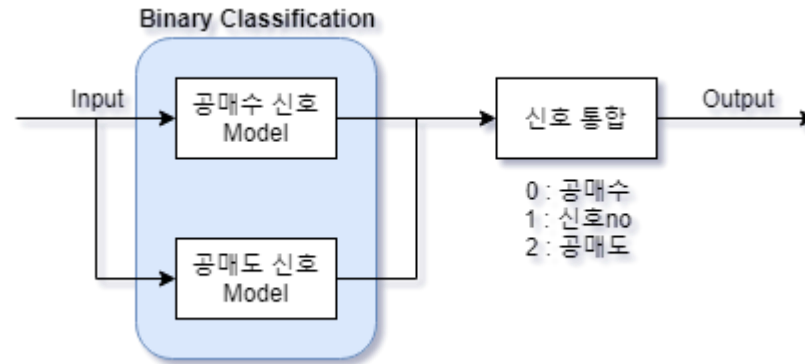 Binary Classification
Input
공매수 신호
Model
신호 통합
Output
0 : 공매수
1 : 신호no
2 : 공매도
공매도 신호
Model